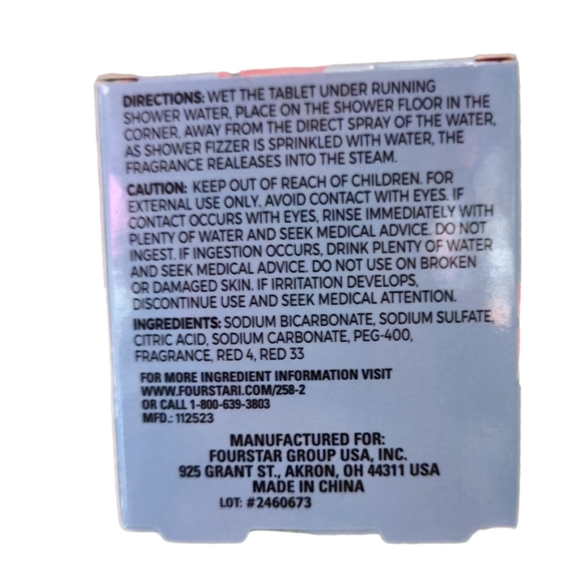 DIRECTIONS: WET THE TABLET UNDER RUNNING
SHOWER WATER, PLACE ON THE SHOWER FLOOR IN THE
CORNER, AWAY FROM THE DIRECT SPRAY OF THE WATER,
AS SHOWER FIZZER IS SPRINKLED WITH WATER, THE
FRAGRANCE REALEASES INTO THE STEAM.
CAUTION: KEEP OUT OF REACH OF CHILDREN. FOR
EXTERNAL USE ONLY. AVOID CONTACT WITH EYES. IF
CONTACT OCCURS WITH EYES, RINSE IMMEDIATELY WITH
PLENTY OF WATER AND SEEK MEDICAL ADVICE. DO NOT
INGEST. IF INGESTION OCCURS, DRINK PLENTY OF WATER
AND SEEK MEDICAL ADVICE. DO NOT USE ON BROKEN
OR DAMAGED SKIN. IF IRRITATION DEVELOPS,
DISCONTINUE USE AND SEEK MEDICAL ATTENTION.
INGREDIENTS: SODIUM BICARBONATE, SODIUM SULFATE,
CITRIC ACID, SODIUM CARBONATE, PEG-400,
FRAGRANCE, RED 4, RED 33
FOR MORE INGREDIENT INFORMATION VISIT
WWW.FOURSTARI.COM/258-2
OR CALL 1-800-639-3803
MFD.: 112523
MANUFACTURED FOR:
FOURSTAR GROUP USA, INC.
925 GRANT ST., AKRON, OH 44311 USA
MADE IN CHINA
LOT: #2460673